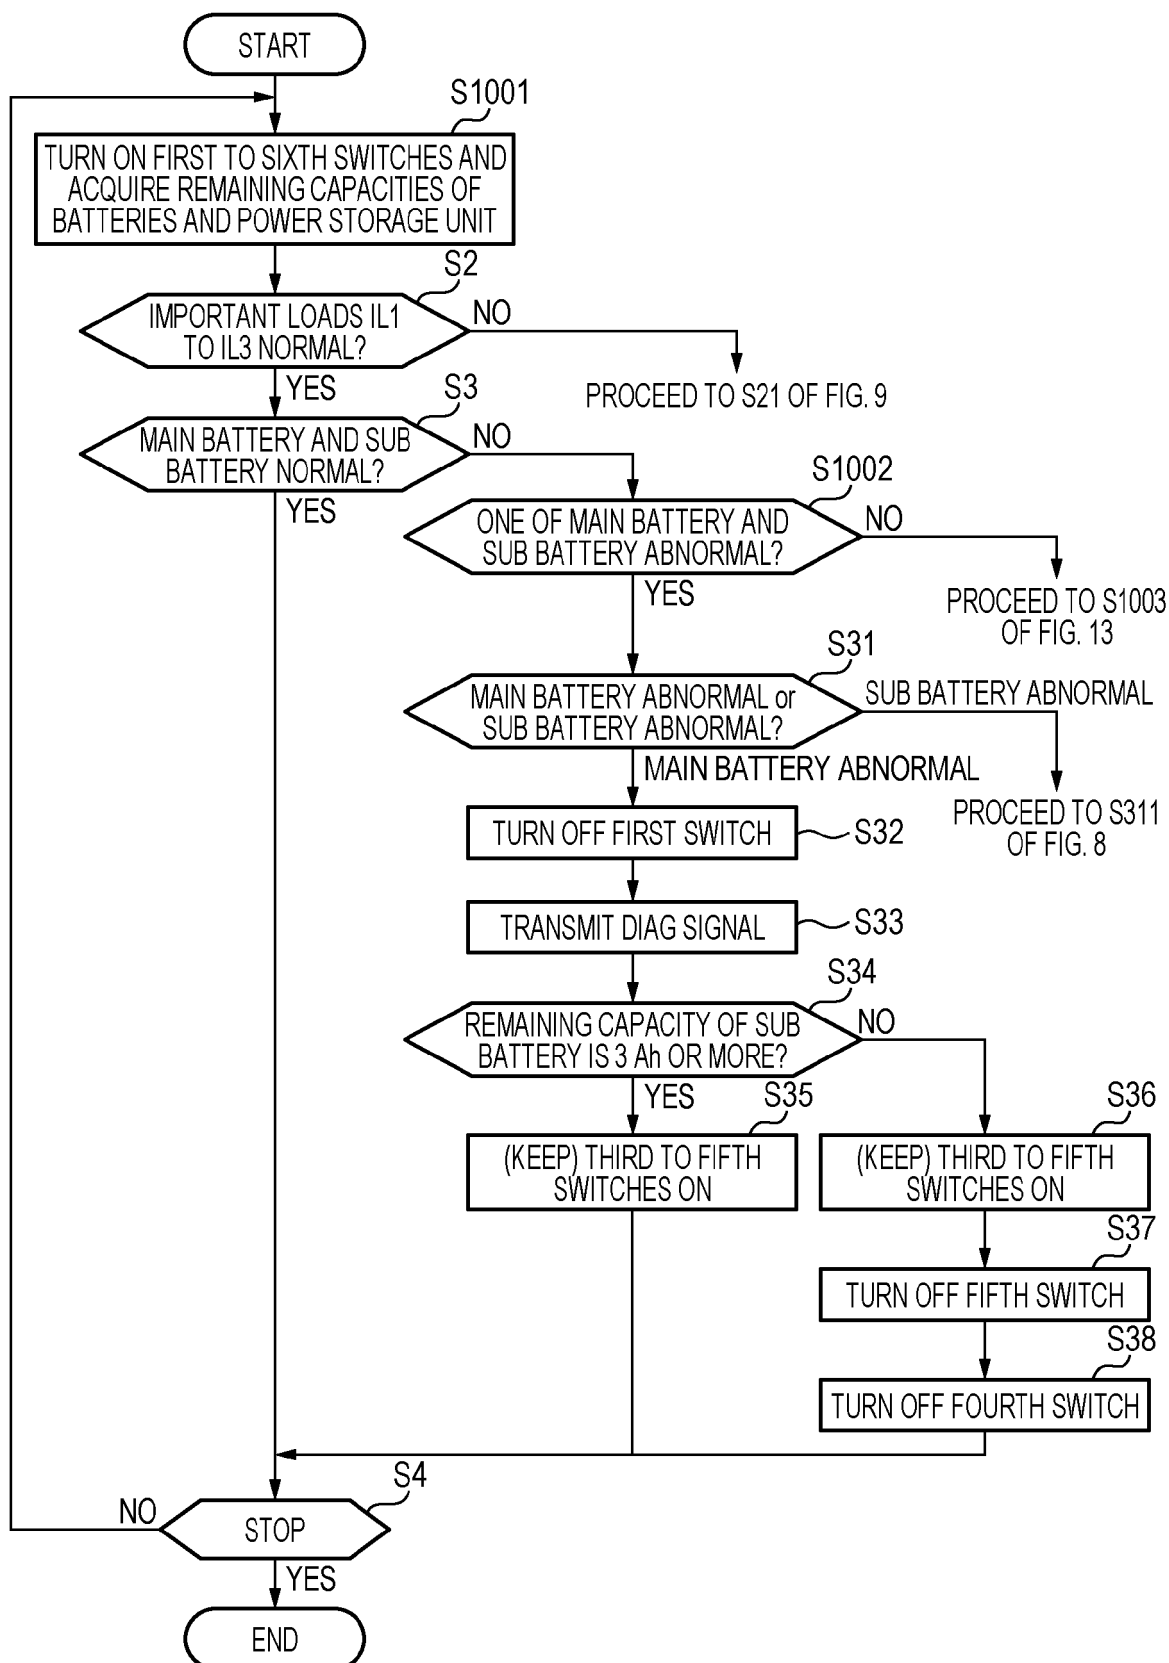 START
S1001
TURN ON FIRST TO SIXTH SWITCHES AND
ACQUIRE REMAINING CAPACITIES OF
BATTERIES AND POWER STORAGE UNIT
S2
IMPORTANT LOADS IL1
TO IL3 NORMAL?
NO
PROCEED TO S21 OF FIG. 9
YES
S3
MAIN BATTERY AND SUB
BATTERY NORMAL?
NO
YES
S1002
ONE OF MAIN BATTERY AND
SUB BATTERY ABNORMAL?
NO
PROCEED TO S1003
OF FIG. 13
YES
S31
MAIN BATTERY ABNORMAL or
SUB BATTERY ABNORMAL?
SUB BATTERY ABNORMAL
PROCEED TO S311
OF FIG. 8
MAIN BATTERY ABNORMAL
TURN OFF FIRST SWITCH
S32
TRANSMIT DIAG SIGNAL
S33
S34
REMAINING CAPACITY OF SUB
BATTERY IS 3 Ah OR MORE?
NO
YES
S35
(KEEP) THIRD TO FIFTH
SWITCHES ON
S36
(KEEP) THIRD TO FIFTH
SWITCHES ON
S37
TURN OFF FIFTH SWITCH
S38
TURN OFF FOURTH SWITCH
S4
STOP
NO
YES
END